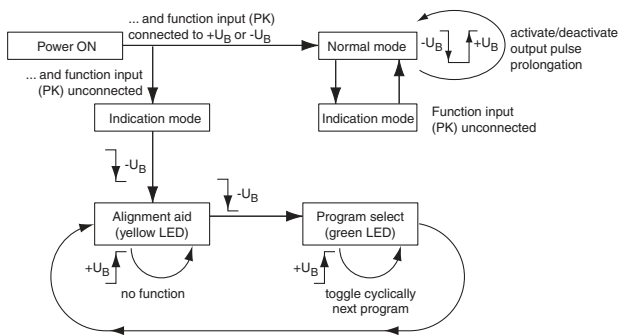 ... and function input (PK)
connected to +UB or -UB
Power ON
Normal mode
-UB
+UB
activate/deactivate
output pulse
prolongation
... and function input
(PK) unconnected
Indication mode
Indication mode
Function input
(PK) unconnected
-UB
-UB
Alignment aid
(yellow LED)
Program select
(green LED)
+UB
no function
+UB
toggle cyclically
next program